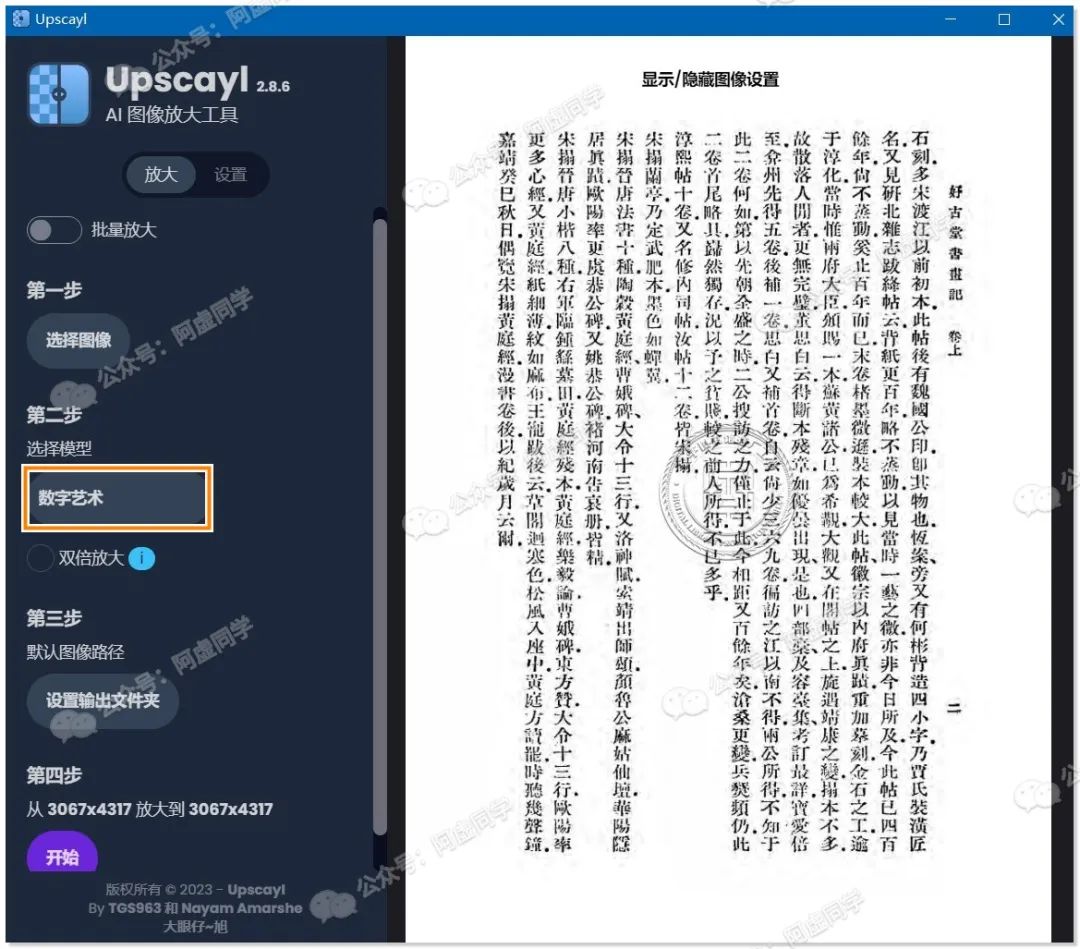 Upscayl
Upscayl 2.8.6
AI 图像放大工具
放大 设置
批量放大
第一步
选择图像
第二步
选择模型
数字艺术
双倍放大 i
第三步
默认图像路径
设置输出文件夹
第四步
从 3067x4317 放大到 3067x4317
开始
版权所有 © 2023 - Upscayl
By TGS963 和 Nayam Amarshe
大眼仔~旭
显示/隐藏图像设置
好古堂書畫記 卷上 二
石刻多宋渡江以前初本此帖後有魏國公印卽其物也恆案旁又有何彬背造四小字乃賈氏裝潢匠
名又見硏北雜志跋絳帖云背紙更百年略不蒸勒以見當時一藝之微亦非今日所及今此帖已四百
餘年尙不蒸勒奚止百年而已末卷楮墨微遜裝本較大此帖徽宗以內府眞蹟重加摹刻金石之工逾
于淳化當時惟兩府大臣頒賜一本蘇黃諸公已爲希覯大觀又在閣帖之上旋遇靖康之變搨本不多
故散落人間者更無完璧董思白云得斷本殘章如優曇出現是也四部藁及容臺集考訂最詳寶愛倍
至弇州先得五卷後補一卷思白又補首卷自云尙少三六九卷徧訪之江以南不得兩公所得不知于
此二卷何如第以先朝全盛之時二公搜訪之力僅止于此今相距又百餘年矣滄桑更變兵燹頻仍此
二卷首尾略具巋然獨存況以予之貧賤較之前人所得不已多乎
淳熙帖十卷又名修內司帖汝帖十二卷皆宋搨
宋搨蘭亭乃定武肥本墨色如蟬翼
宋搨晉唐法書十種陶穀黃庭經曹娥碑大令十三行又洛神賦索靖出師頌顏魯公麻姑仙壇華陽隱
居眞蹟歐陽率更虞恭公碑又姚恭公碑褚河南告哀册皆精
宋搨晉唐小楷八種右軍臨鍾繇墓田黃庭經殘本黃庭經樂毅論曹娥碑東方贊大令十三行歐陽率
更多心經又黃庭經紙細薄紋如麻布王寵跋後云草閣迴寒色松風入座中黃庭方讀罷時聽幾聲鐘
嘉靖癸巳秋日偶覽宋搨黃庭經漫書卷後以紀歲月云爾
公众号：阿虚同学